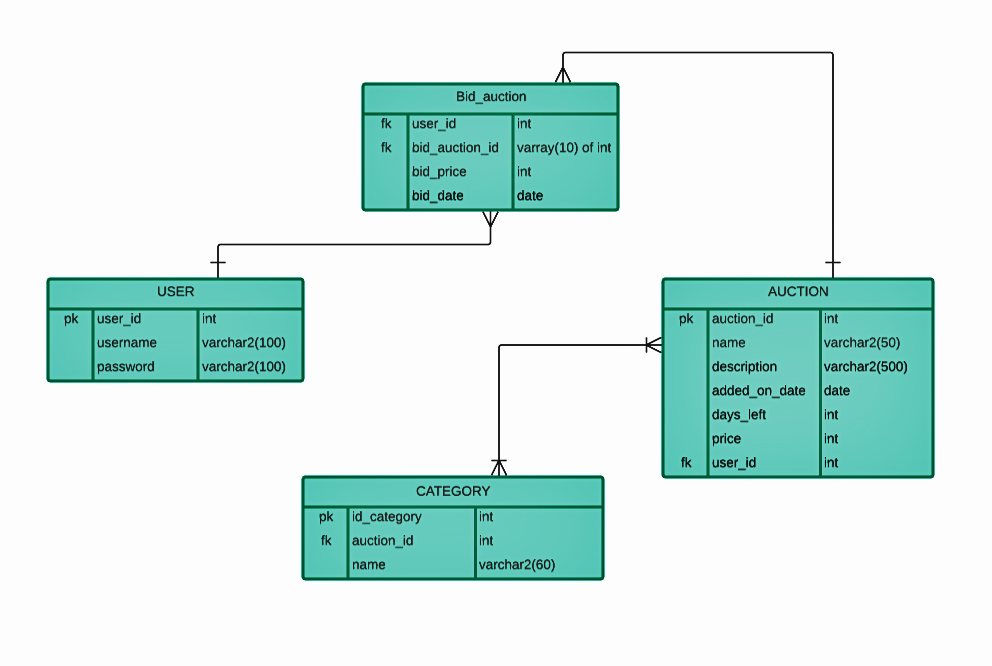 Bid_auction
fk user_id int
fk bid_auction_id varray(10) of int
bid_price int
bid_date date
USER
pk user_id int
username varchar2(100)
password varchar2(100)
AUCTION
pk auction_id int
name varchar2(50)
description varchar2(500)
added_on_date date
days_left int
price int
fk user_id int
CATEGORY
pk id_category int
fk auction_id int
name varchar2(60)